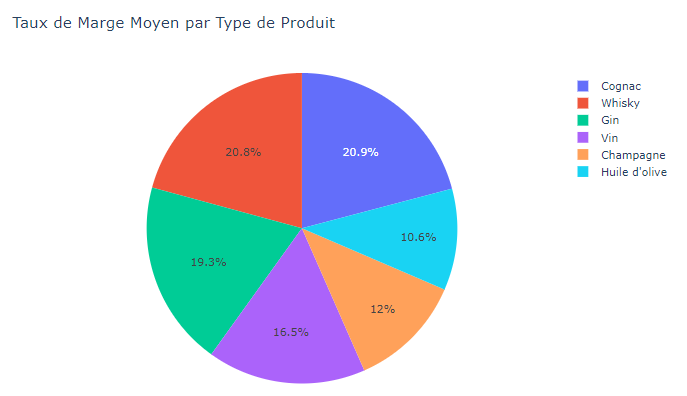 Taux de Marge Moyen par Type de Produit
Cognac
Whisky
Gin
Vin
Champagne
Huile d'olive
20.8%
20.9%
10.6%
19.3%
12%
16.5%